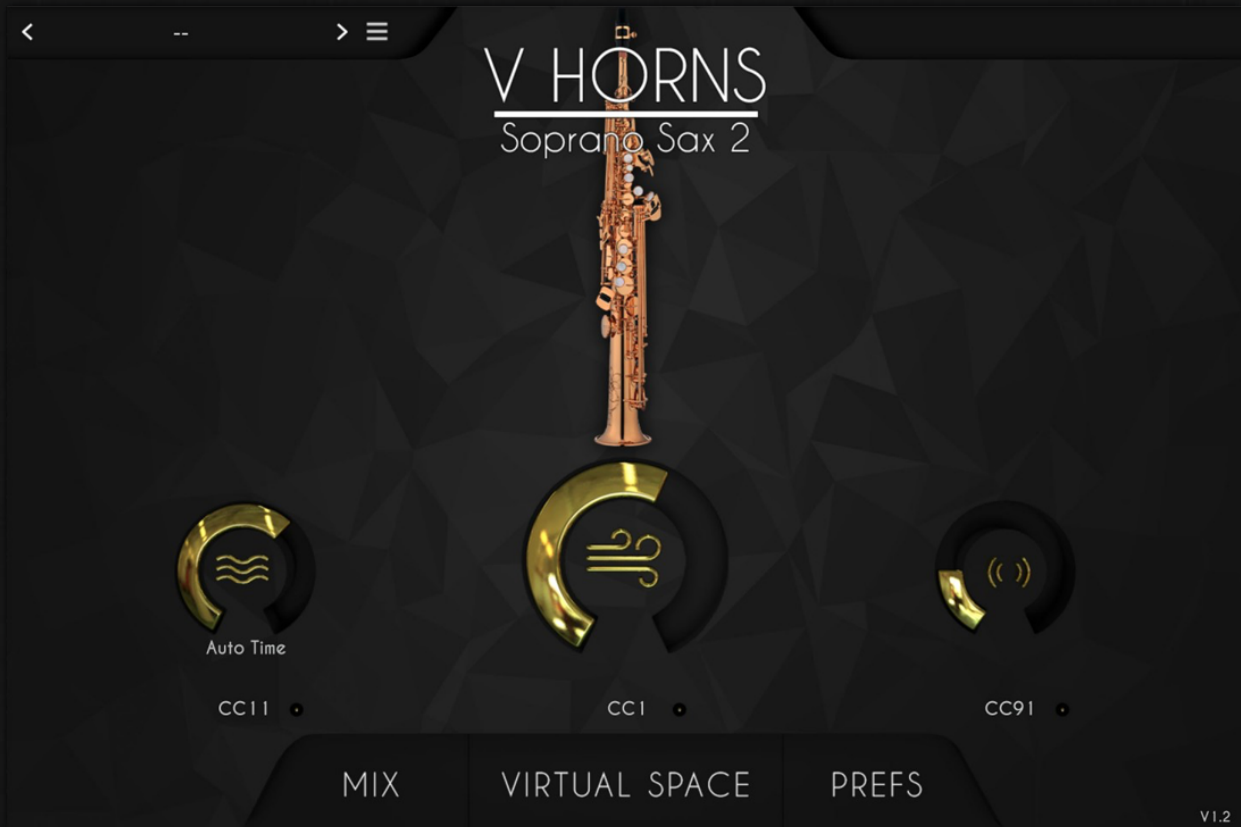 --
V HORNS
Soprano Sax 2
Auto Time
CC11
CC1
CC91
MIX
VIRTUAL SPACE
PREFS
V1.2